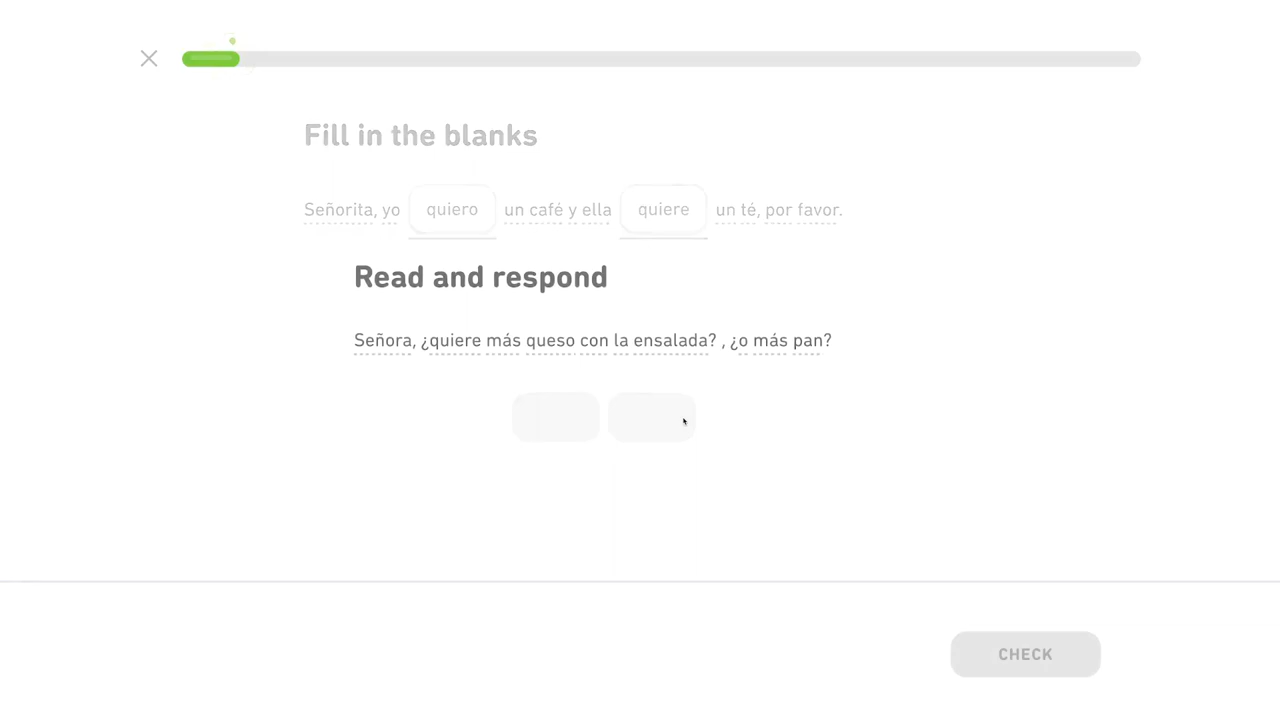 Fill in the blanks
Señorita, yo quiero un café y ella quiere un té, por favor.
Read and respond
Señora, ¿quiere más queso con la ensalada? , ¿o más pan?
CHECK